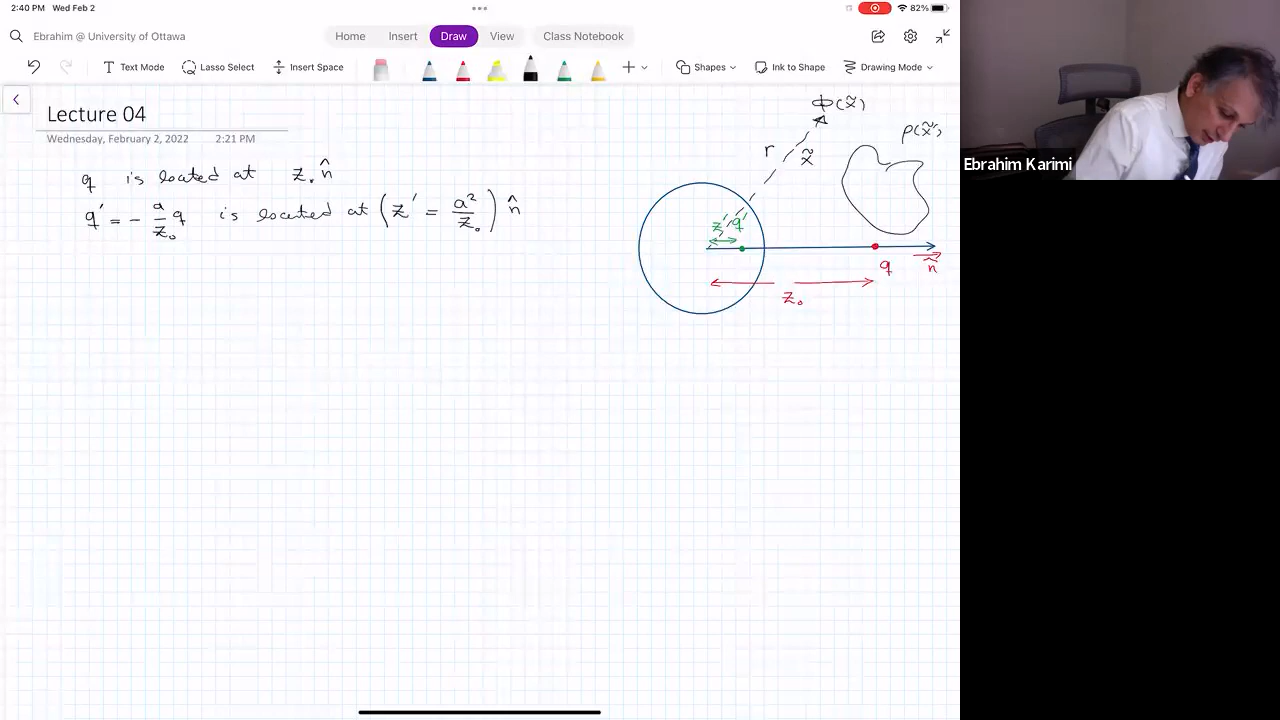 2:40 PM Wed Feb 2
82%
Ebrahim @ University of Ottawa
Home Insert Draw View Class Notebook
Text Mode Lasso Select Insert Space + Shapes Ink to Shape Drawing Mode
Lecture 04
Wednesday, February 2, 2022 2:21 PM
q is located at z₀ n̂
q' = - a/z₀ q is located at (z' = a²/z₀) n̂
Φ(x̃)
ρ(x̃')
r
x̃
z' q'
q
ñ
z₀
Ebrahim Karimi